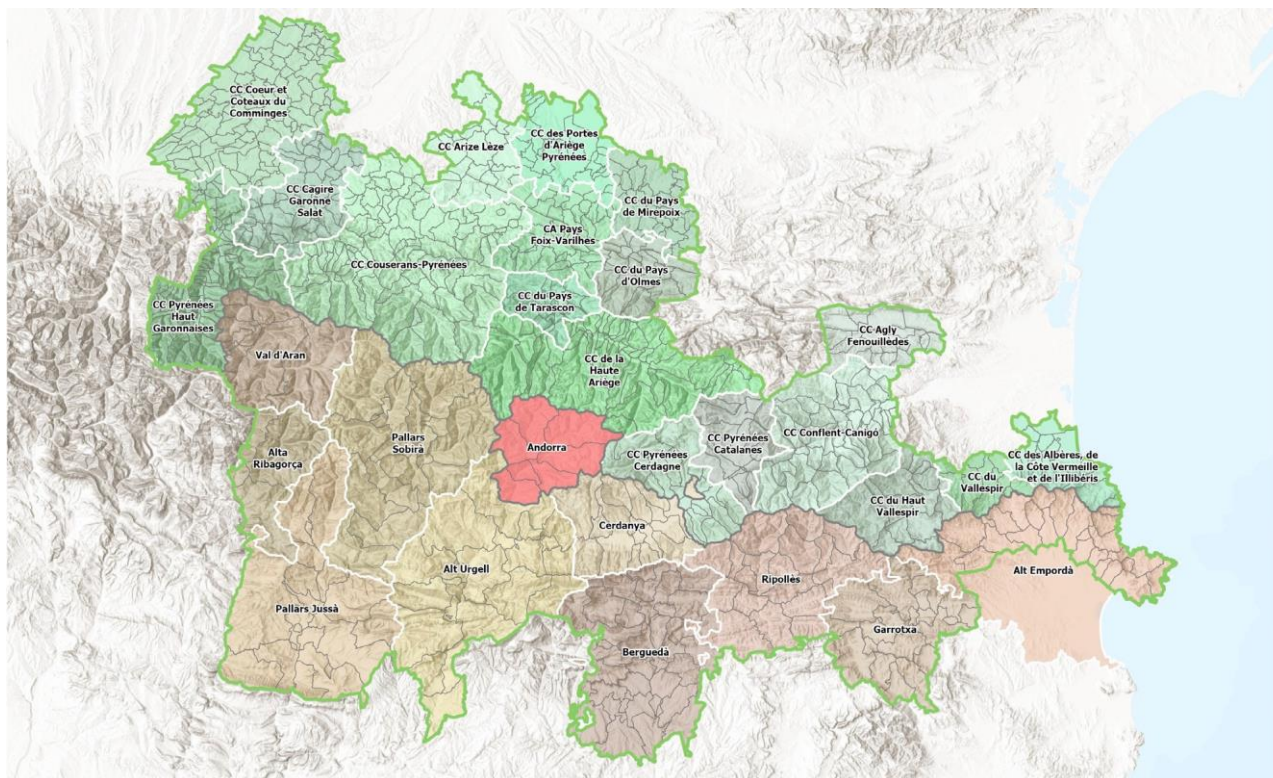 CC Coeur et
Coteaux du
Comminges
CC Arize Lèze
CC des Portes
d'Ariège
Pyrénées
CC Cagire
Garonne
Salat
CC du Pays
de Mirepoix
CA Pays
Foix-Varilhes
CC Couserans-Pyrénées
CC du Pays
d'Olmes
CC Pyrénées
Haut
Garonnaises
CC du Pays
de Tarascon
CC Agly
Fenouillèdes
Val d'Aran
CC de la
Haute
Ariège
Pallars
Sobirà
Andorra
CC Pyrénées
Catalanes
CC Conflent-Canigó
Alta
Ribagorça
CC Pyrénées
Cerdagne
CC des Albères, de
la Côte Vermeille
et de l'Illibéris
CC du
Vallespir
CC du Haut
Vallespir
Cerdanya
Alt Urgell
Ripollès
Alt Empordà
Pallars Jussà
Garrotxa
Berguedà